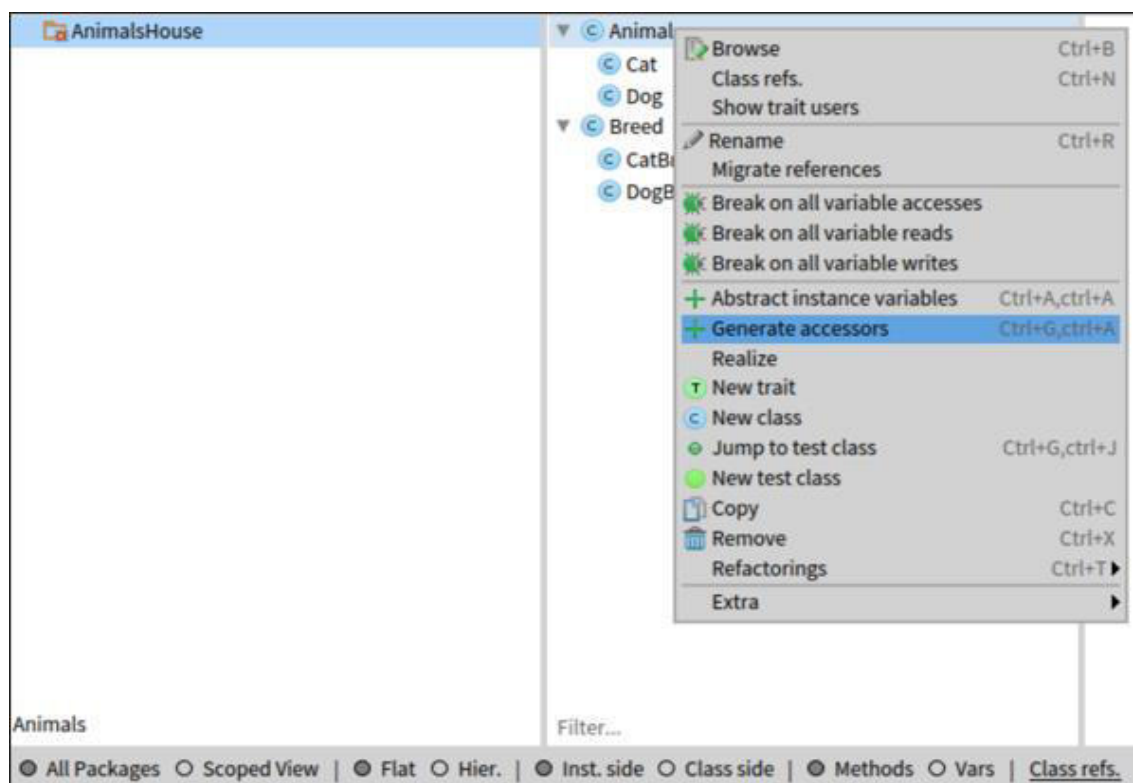 AnimalsHouse
Animal
Cat
Dog
Breed
CatB
DogB
Browse Ctrl+B
Class refs. Ctrl+N
Show trait users
Rename Ctrl+R
Migrate references
Break on all variable accesses
Break on all variable reads
Break on all variable writes
Abstract instance variables Ctrl+A,ctrl+A
Generate accessors Ctrl+G,ctrl+A
Realize
New trait
New class
Jump to test class Ctrl+G,ctrl+J
New test class
Copy Ctrl+C
Remove Ctrl+X
Refactorings Ctrl+T
Extra
Animals
Filter...
All Packages Scoped View | Flat Hier. | Inst. side Class side | Methods Vars | Class refs.